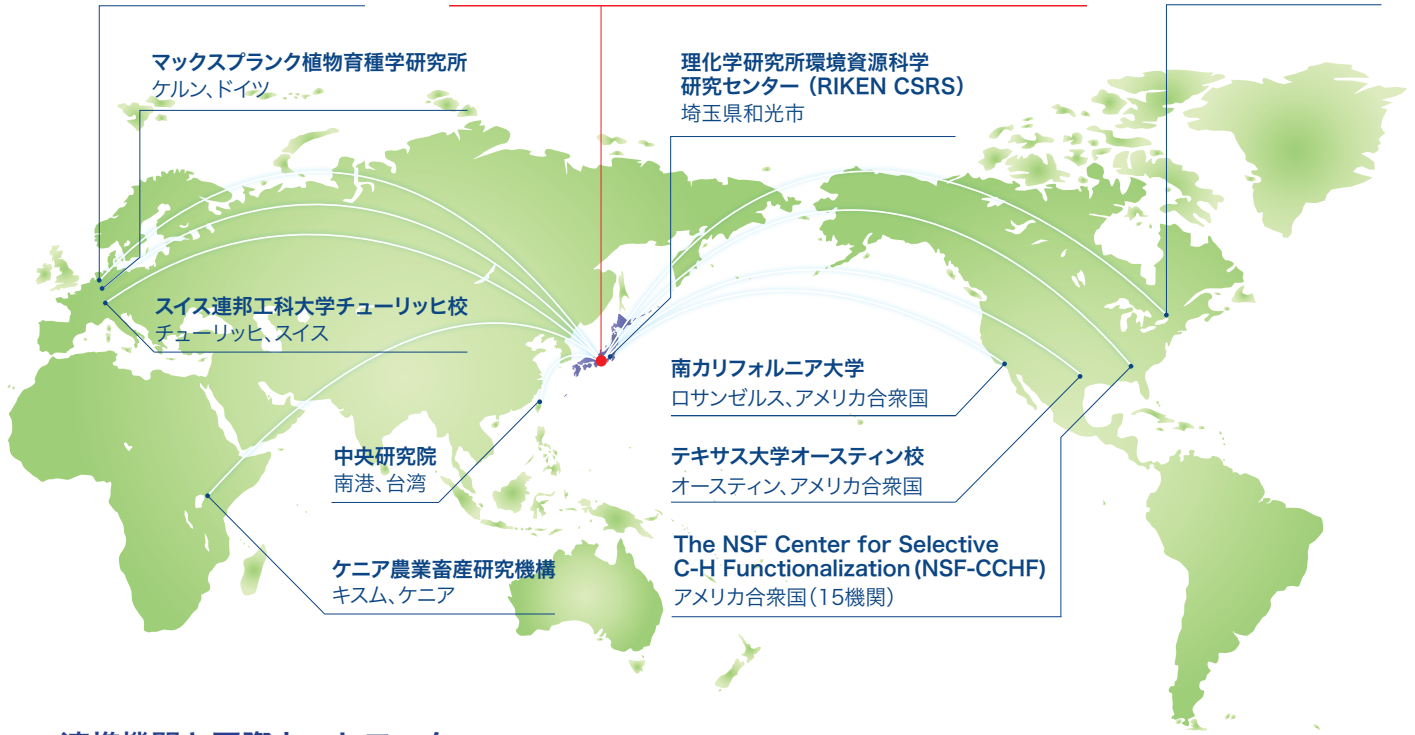 マックスプランク植物育種学研究所
ケルン、ドイツ
理化学研究所環境資源科学
研究センター（RIKEN CSRS）
埼玉県和光市
スイス連邦工科大学チューリッヒ校
チューリッヒ、スイス
南カリフォルニア大学
ロサンゼルス、アメリカ合衆国
中央研究院
南港、台湾
テキサス大学オースティン校
オースティン、アメリカ合衆国
ケニア農業畜産研究機構
キスム、ケニア
The NSF Center for Selective
C-H Functionalization (NSF-CCHF)
アメリカ合衆国（15機関）